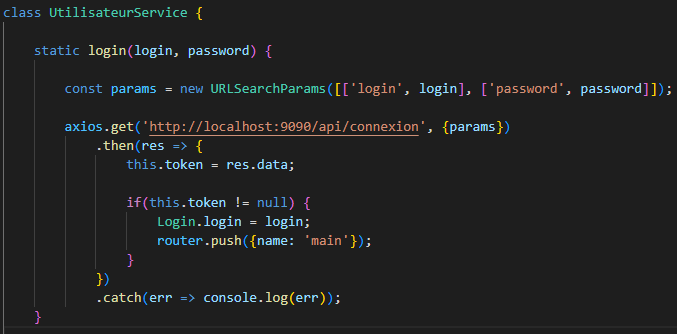 class UtilisateurService {
static login(login, password) {
const params = new URLSearchParams([['login', login], ['password', password]]);
axios.get('http://localhost:9090/api/connexion', {params})
.then(res => {
this.token = res.data;
if(this.token != null) {
Login.login = login;
router.push({name: 'main'});
}
})
.catch(err => console.log(err));
}